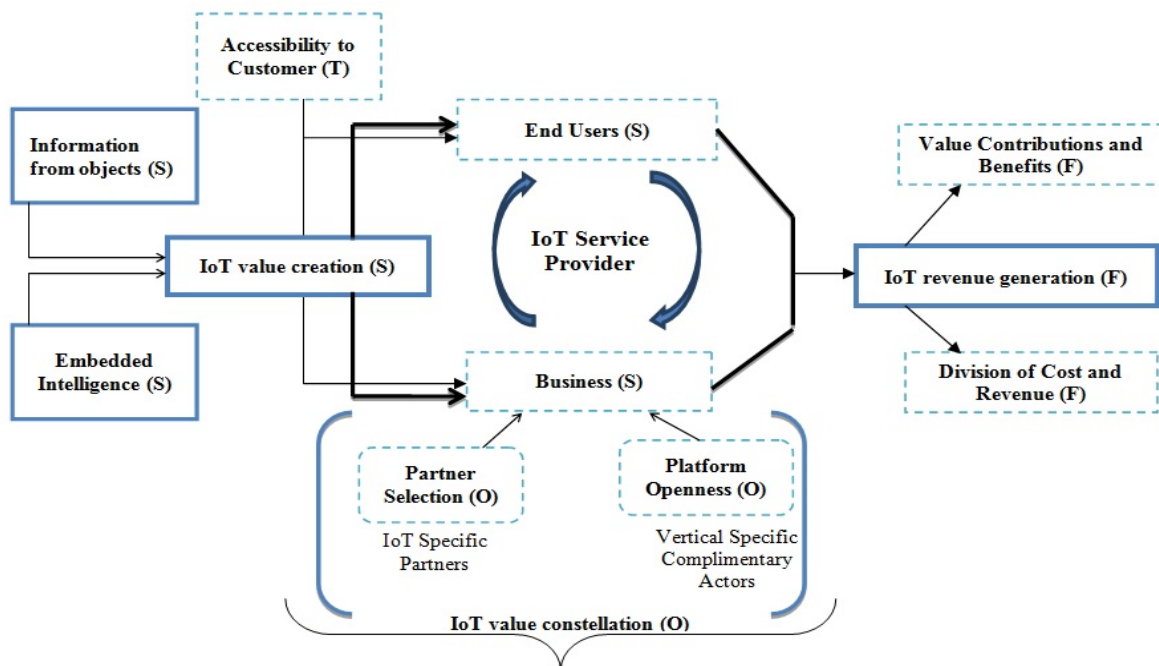 Accessibility to
Customer (T)
Information
from objects (S)
End Users (S)
Value Contributions and
Benefits (F)
IoT value creation (S)
IoT Service
Provider
IoT revenue generation (F)
Embedded
Intelligence (S)
Business (S)
Division of Cost and
Revenue (F)
Partner
Selection (O)
Platform
Openness (O)
IoT Specific
Partners
Vertical Specific
Complimentary
Actors
IoT value constellation (O)